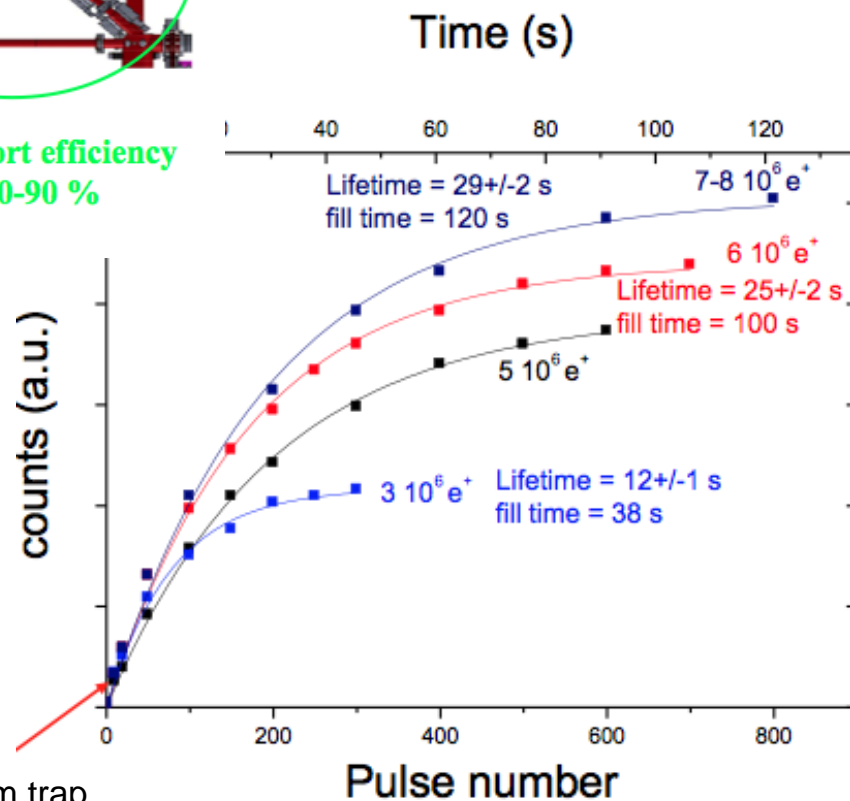 Time (s)
40 60 80 100 120
efficiency
Lifetime = 29+/-2 s
fill time = 120 s
7-8 10⁶ e⁺
-90 %
6 10⁶ e⁺
Lifetime = 25+/-2 s
fill time = 100 s
5 10⁶ e⁺
3 10⁶ e⁺
Lifetime = 12+/-1 s
fill time = 38 s
counts (a.u.)
0 200 400 600 800
Pulse number
trap